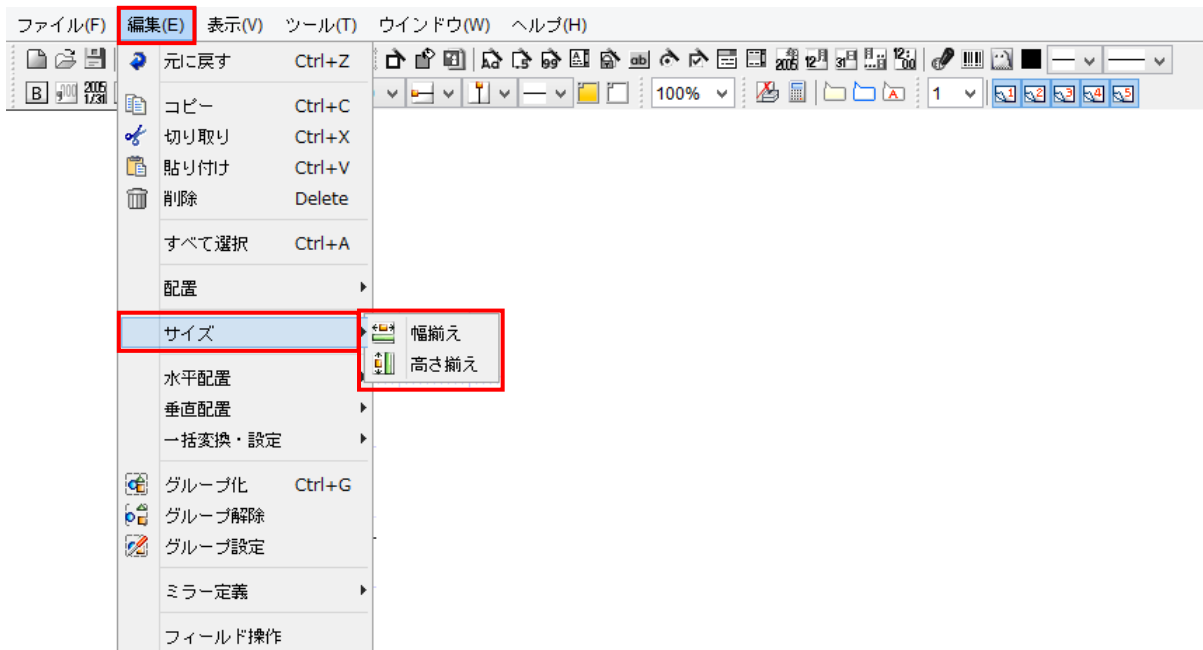 ファイル(F) 編集(E) 表示(V) ツール(T) ウインドウ(W) ヘルプ(H)
元に戻す Ctrl+Z
100%
1
コピー Ctrl+C
切り取り Ctrl+X
貼り付け Ctrl+V
削除 Delete
すべて選択 Ctrl+A
配置
サイズ
幅揃え
高さ揃え
水平配置
垂直配置
一括変換・設定
グループ化 Ctrl+G
グループ解除
グループ設定
ミラー定義
フィールド操作